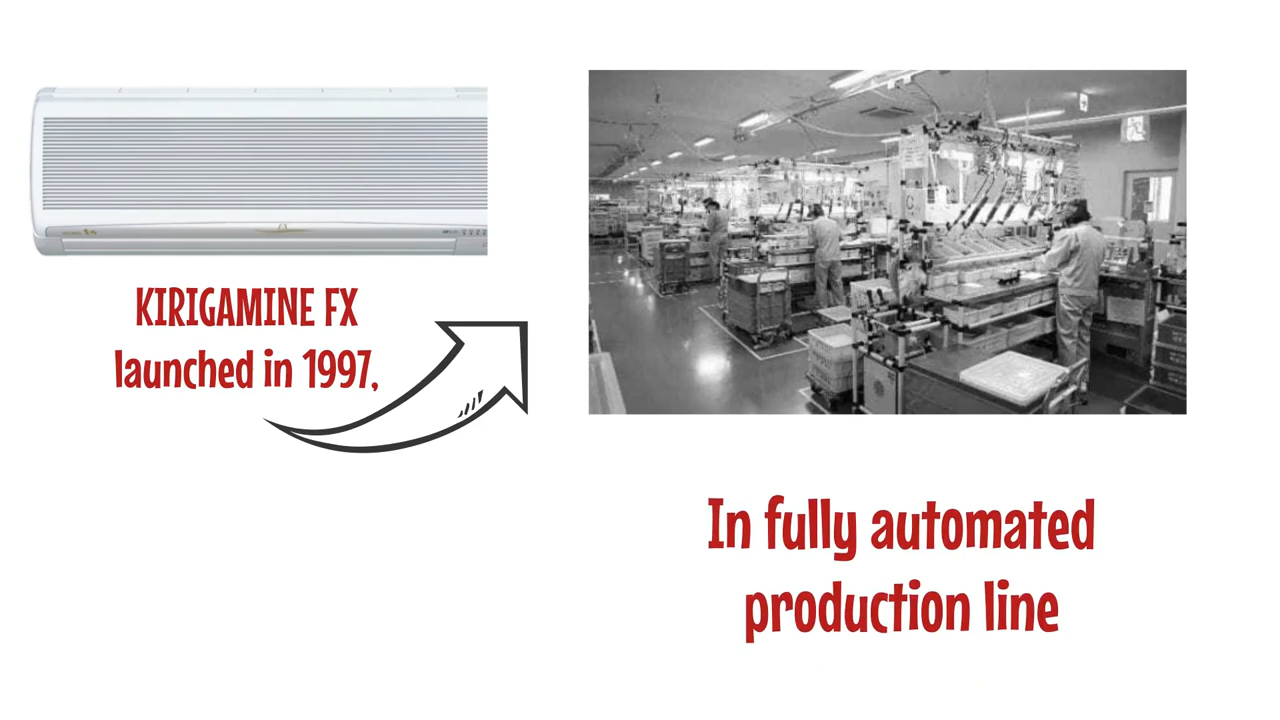 KIRIGAMINE FX
launched in 1997,
In fully automated
production line